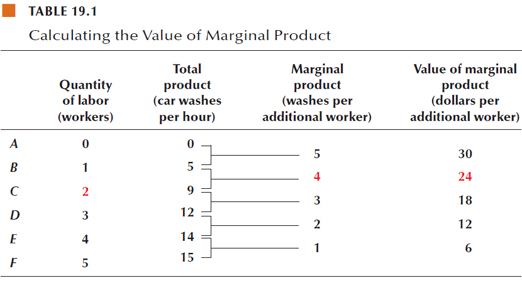 TABLE 19.1
Calculating the Value of Marginal Product
Quantity of labor (workers) Total product (car washes per hour) Marginal product (washes per additional worker) Value of marginal product (dollars per additional worker)
A 0 0
5 30
B 1 5
4 24
C 2 9
3 18
D 3 12
2 12
E 4 14
1 6
F 5 15